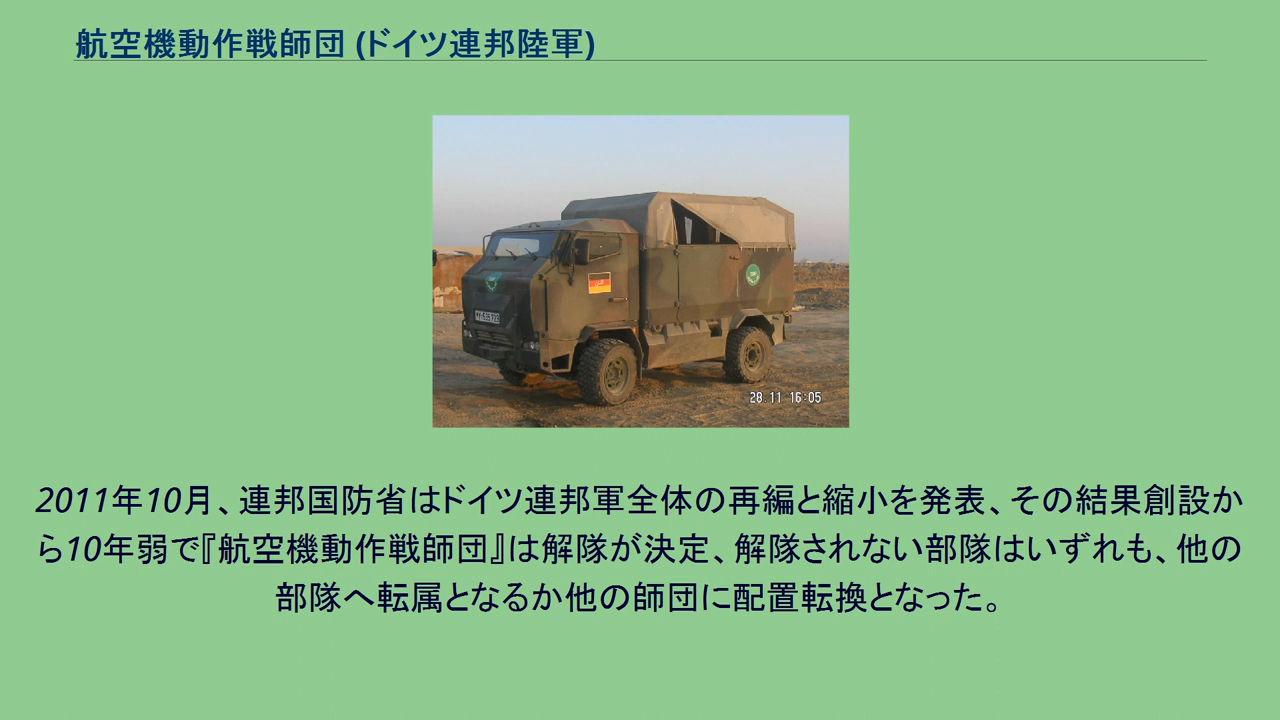 航空機動作戦師団 (ドイツ連邦陸軍)
28.11 16:05
2011年10月、連邦国防省はドイツ連邦軍全体の再編と縮小を発表、その結果創設か
ら10年弱で『航空機動作戦師団』は解隊が決定、解隊されない部隊はいずれも、他の
部隊へ転属となるか他の師団に配置転換となった。